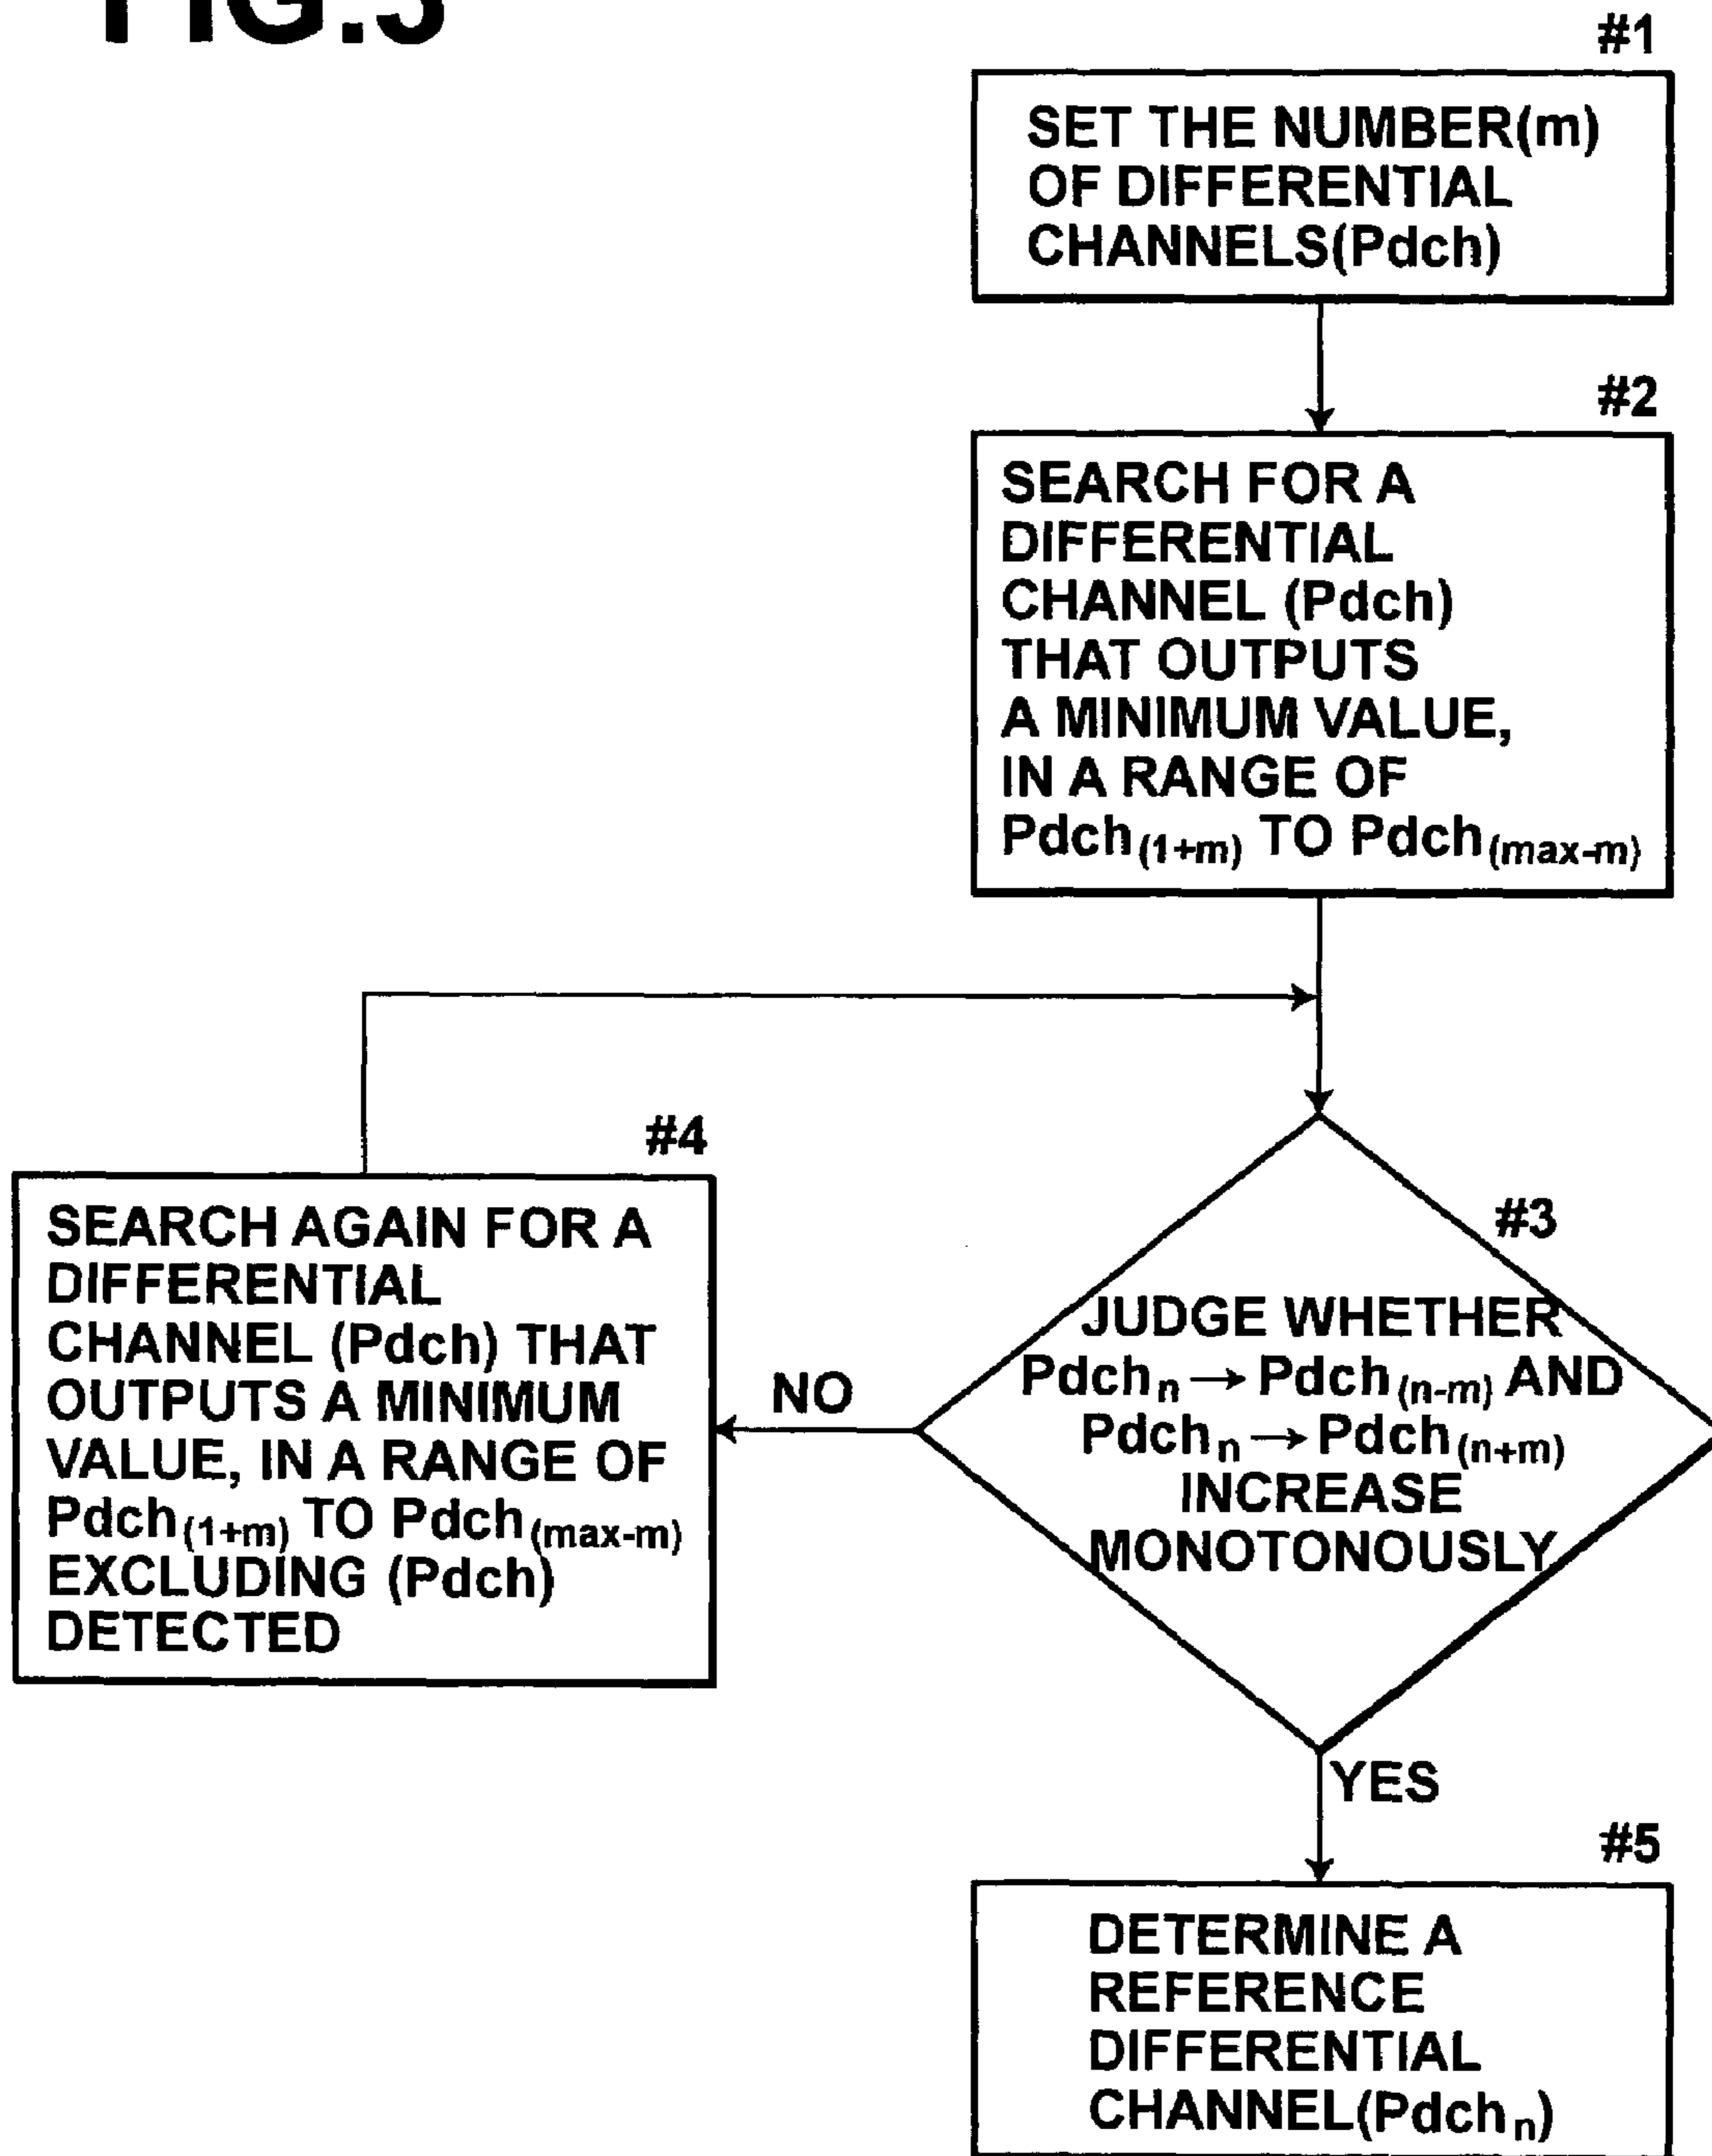 FIG.5
#1
SET THE NUMBER(m)
OF DIFFERENTIAL
CHANNELS(Pdch)
#2
SEARCH FOR A
DIFFERENTIAL
CHANNEL (Pdch)
THAT OUTPUTS
A MINIMUM VALUE,
IN A RANGE OF
Pdch(1+m) TO Pdch(max-m)
#4
SEARCH AGAIN FOR A
DIFFERENTIAL
CHANNEL (Pdch) THAT
OUTPUTS A MINIMUM
VALUE, IN A RANGE OF
Pdch(1+m) TO Pdch(max-m)
EXCLUDING (Pdch)
DETECTED
NO
#3
JUDGE WHETHER
Pdchn → Pdch(n-m) AND
Pdchn → Pdch(n+m)
INCREASE
MONOTONOUSLY
YES
#5
DETERMINE A
REFERENCE
DIFFERENTIAL
CHANNEL(Pdchn)